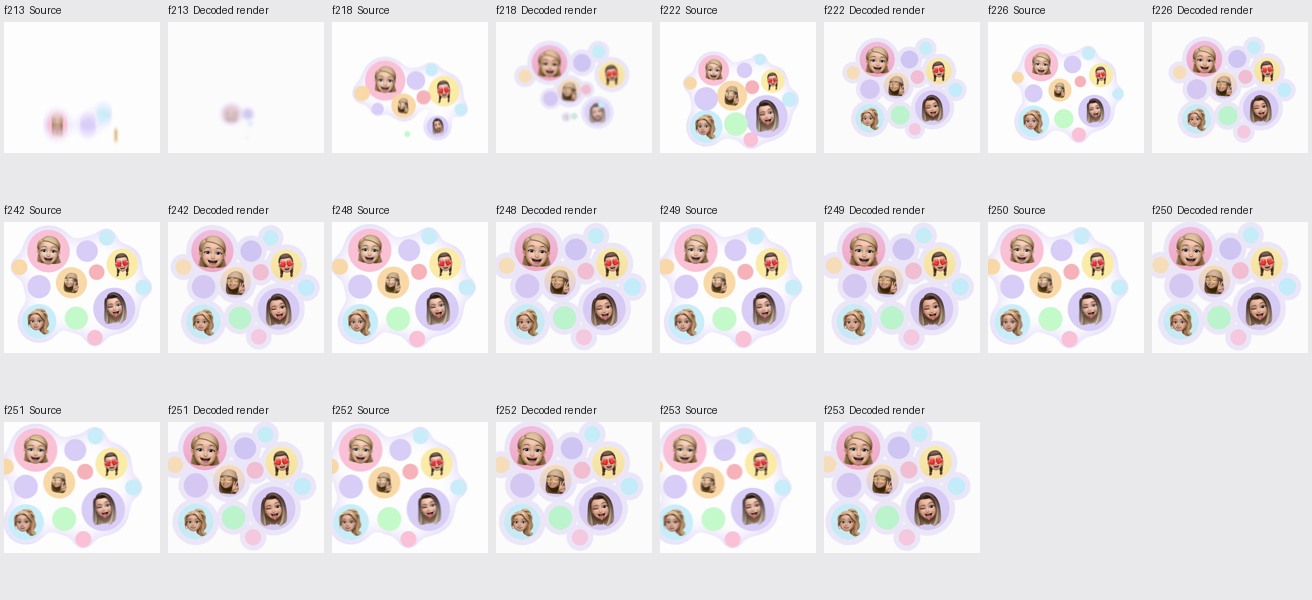 f213 Source
f213 Decoded render
f218 Source
f218 Decoded render
f222 Source
f222 Decoded render
f226 Source
f226 Decoded render
f242 Source
f242 Decoded render
f248 Source
f248 Decoded render
f249 Source
f249 Decoded render
f250 Source
f250 Decoded render
f251 Source
f251 Decoded render
f252 Source
f252 Decoded render
f253 Source
f253 Decoded render